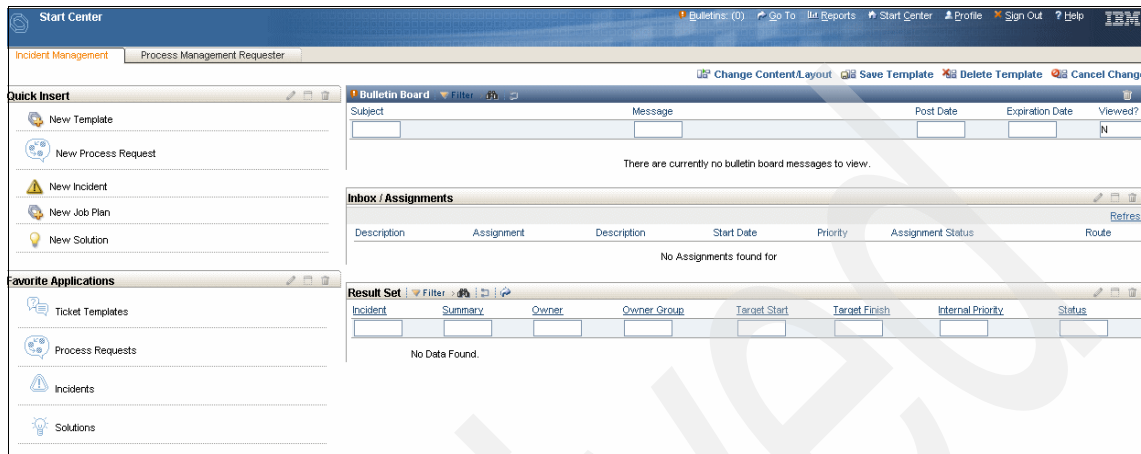 Start Center
Bulletins: (0) Go To Reports Start Center Profile Sign Out ? Help IBM
Incident Management Process Management Requester
Change Content/Layout Save Template Delete Template Cancel Change
Quick Insert
New Template
New Process Request
New Incident
New Job Plan
New Solution
Favorite Applications
Ticket Templates
Process Requests
Incidents
Solutions
Bulletin Board Filter
Subject Message Post Date Expiration Date Viewed?
N
There are currently no bulletin board messages to view.
Inbox / Assignments
Refres
Description Assignment Description Start Date Priority Assignment Status Route
No Assignments found for
Result Set Filter
Incident Summary Owner Owner Group Target Start Target Finish Internal Priority Status
No Data Found.